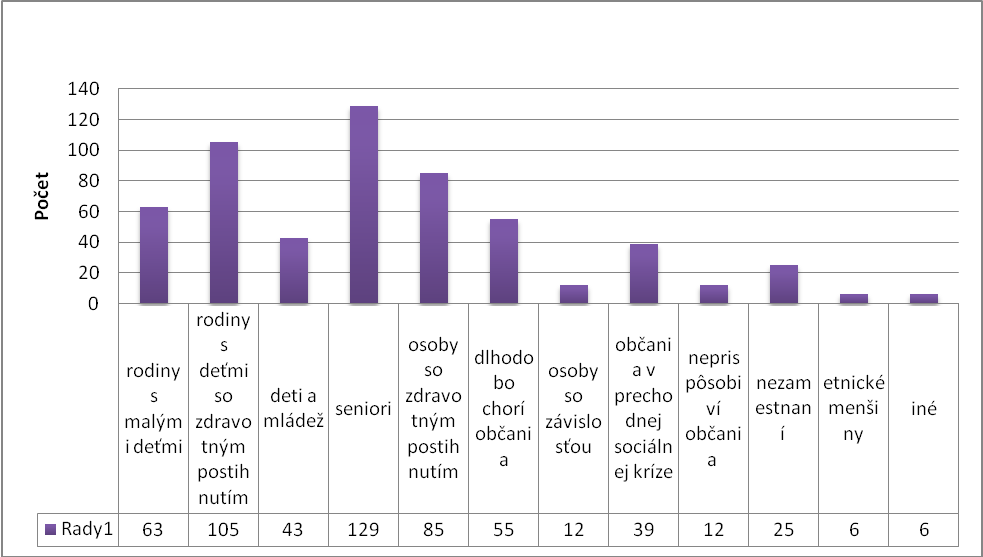 140
120
100
80
60
40
20
0
Počet
rodiny
s
malým
i deťmi
rodiny
s
deťmi
so
zdravo
tným
postih
nutím
deti a
mládež
seniori
osoby
so
zdravo
tným
postih
nutím
dlhodo
bo
chorí
občani
a
osoby
so
závislo
sťou
občani
a v
precho
dnej
sociáln
ej kríze
nepris
pôsobi
ví
občani
a
nezam
estnan
í
etnické
menši
ny
iné
Rady1 63 105 43 129 85 55 12 39 12 25 6 6